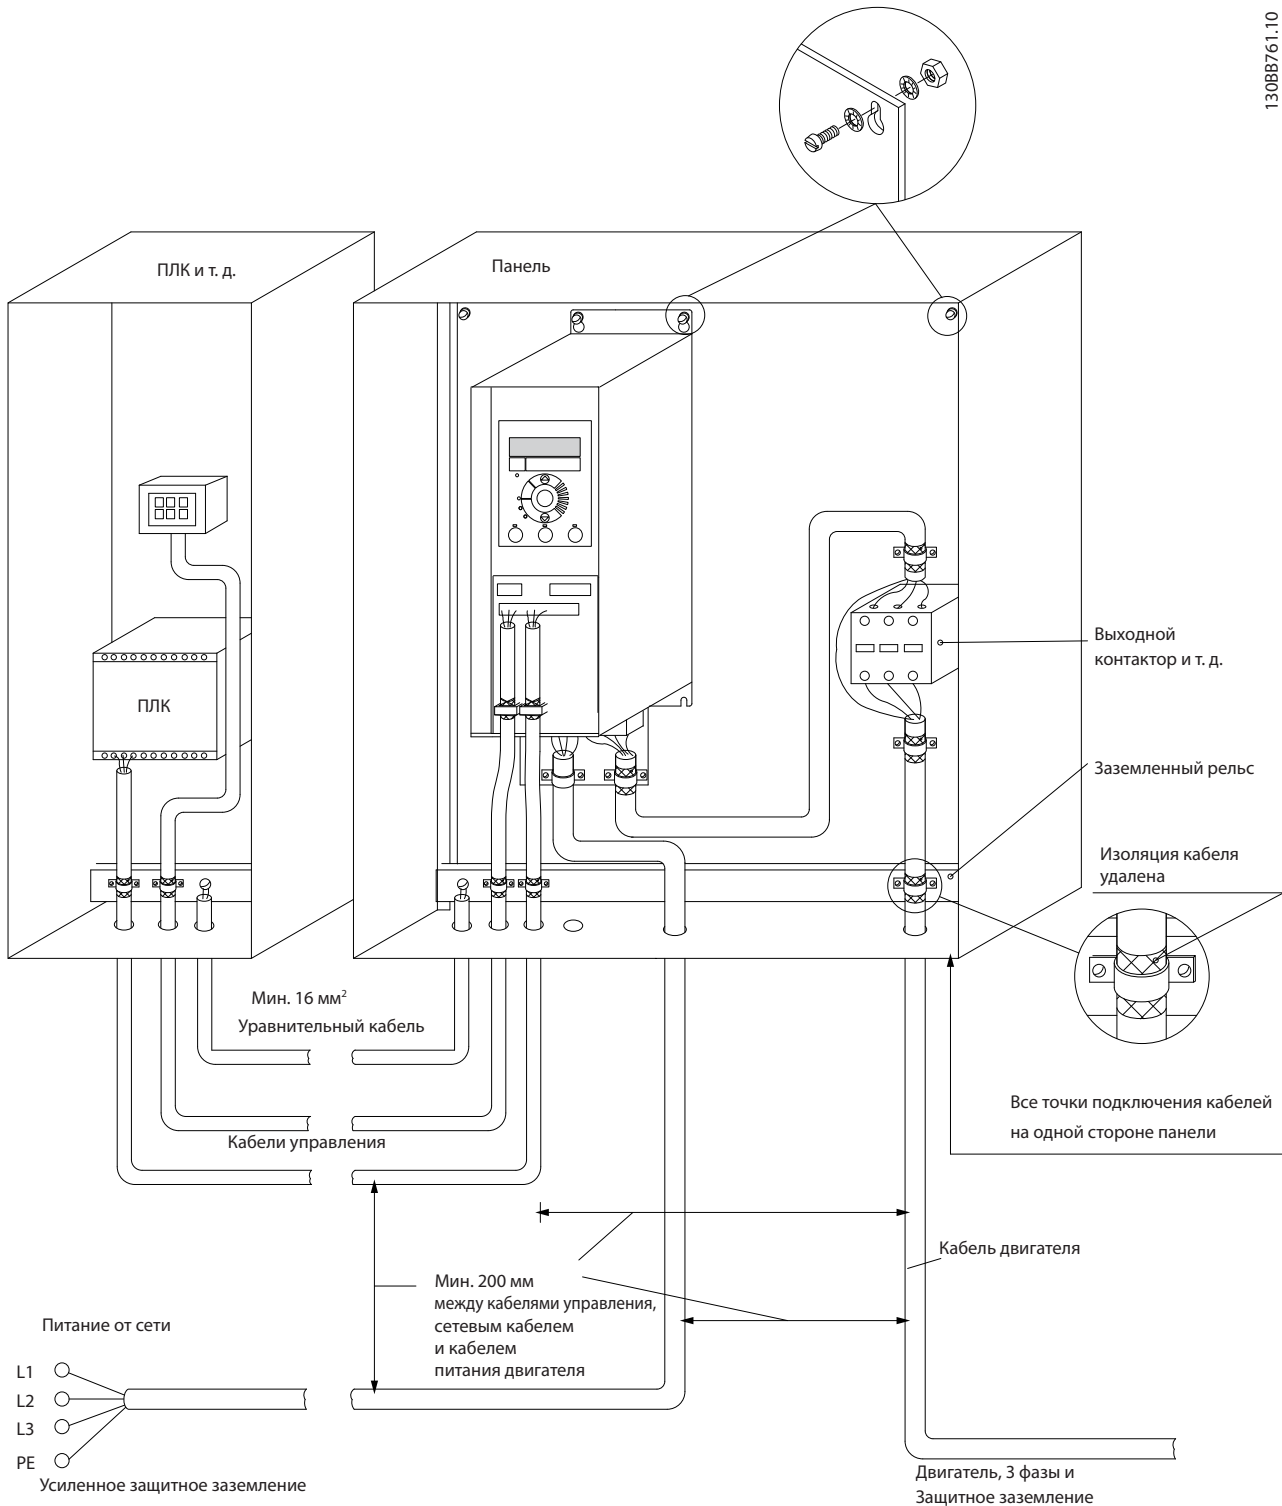 130BB761.10
ПЛК и т. д.
Панель
ПЛК
Выходной
контактор и т. д.
Заземленный рельс
Изоляция кабеля
удалена
Мин. 16 мм²
Уравнительный кабель
Все точки подключения кабелей
на одной стороне панели
Кабели управления
Кабель двигателя
Мин. 200 мм
между кабелями управления,
сетевым кабелем
и кабелем
питания двигателя
Питание от сети
L1
L2
L3
PE
Усиленное защитное заземление
Двигатель, 3 фазы и
Защитное заземление